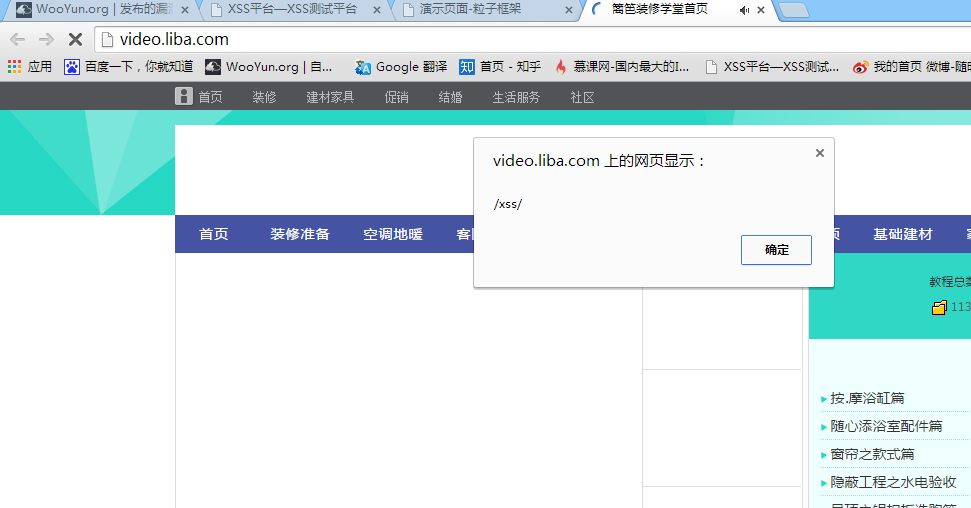 WooYun.org | 发布的漏洞
XSS平台—XSS测试平台
演示页面-粒子框架
篱笆装修学堂首页
video.liba.com
应用 百度一下，你就知道 WooYun.org | 自... Google 翻译 首页 - 知乎 慕课网-国内最大的I... XSS平台—XSS测试... 我的首页 微博-随时
首页 装修 建材家具 促销 结婚 生活服务 社区
video.liba.com 上的网页显示：
/xss/
确定
首页 装修准备 空调地暖 基础建材
教程总数
113
按.摩浴缸篇
随心添浴室配件篇
窗帘之款式篇
隐蔽工程之水电验收